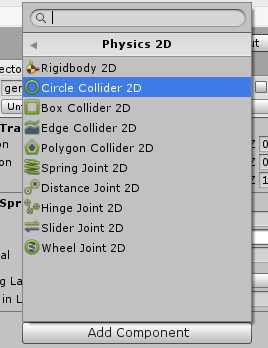 Physics 2D
Rigidbody 2D
Circle Collider 2D
Box Collider 2D
Edge Collider 2D
Polygon Collider 2D
Spring Joint 2D
Distance Joint 2D
Hinge Joint 2D
Slider Joint 2D
Wheel Joint 2D
Add Component